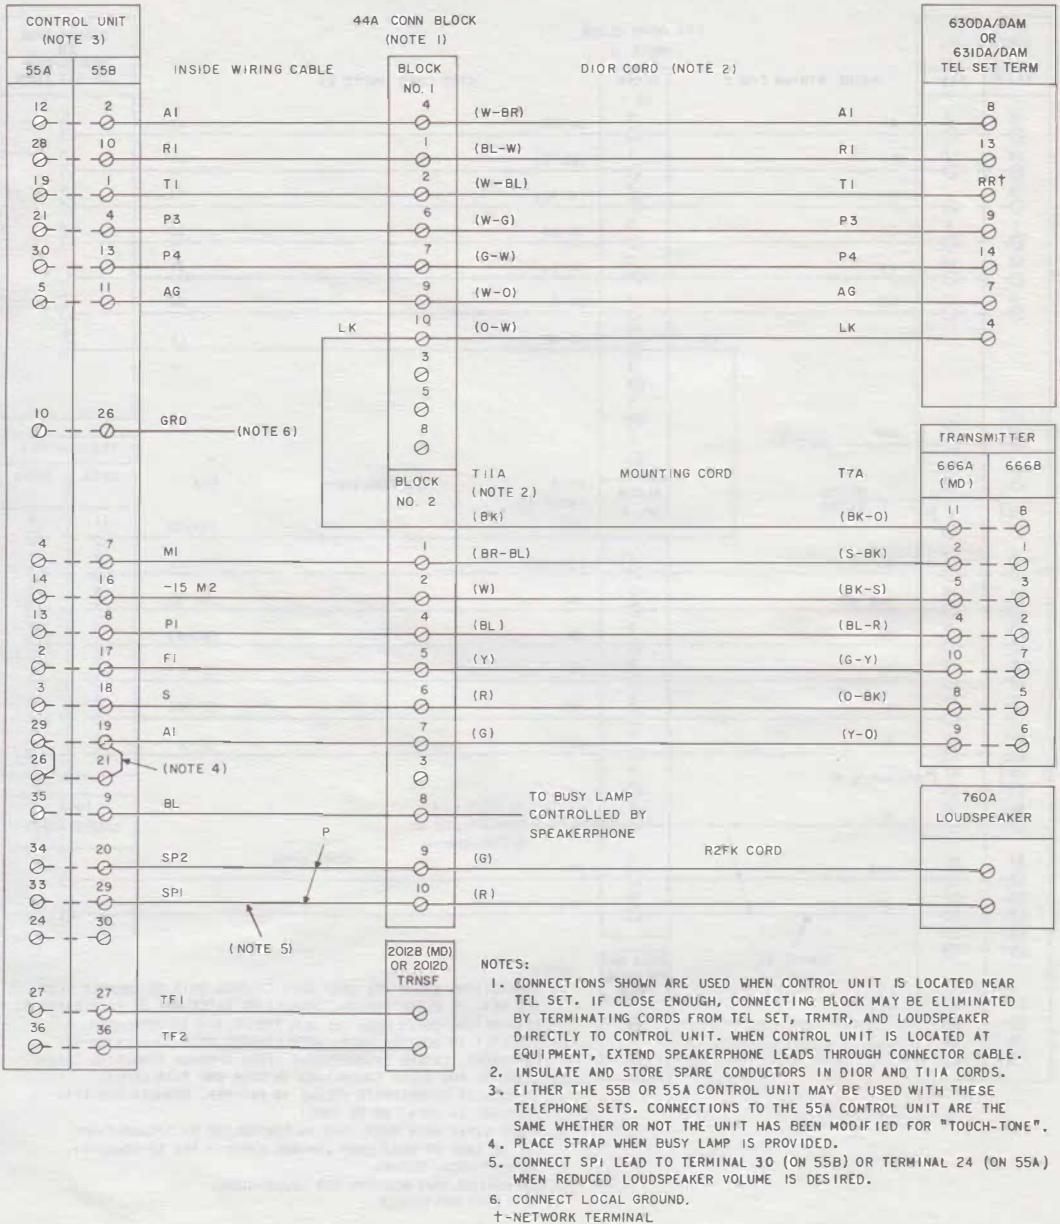 CONTROL UNIT (NOTE 3)
44A CONN BLOCK (NOTE 1)
630DA/DAM OR 631DA/DAM TEL SET TERM
55A 55B INSIDE WIRING CABLE BLOCK NO. 1 DIOR CORD (NOTE 2)
12 2 A1 4 (W-BR) A1 8
28 10 R1 1 (BL-W) R1 13
19 1 T1 2 (W-BL) T1 RR†
21 4 P3 6 (W-G) P3 9
30 13 P4 7 (G-W) P4 14
5 11 AG 9 (W-O) AG 7
LK 10 (O-W) LK 4
3
5
10 26 GRD (NOTE 6) 8
TRANSMITTER
666A (MD) 666B
BLOCK NO. 2 T11A (NOTE 2) MOUNTING CORD T7A
(BK) (BK-O) 11 8
4 7 M1 1 (BR-BL) (S-BK) 2 1
14 16 -15 M2 2 (W) (BK-S) 5 3
13 8 P1 4 (BL) (BL-R) 4 2
2 17 F1 5 (Y) (G-Y) 10 7
3 18 S 6 (R) (O-BK) 8 5
29 19 A1 7 (G) (Y-O) 9 6
26 21 (NOTE 4) 3
35 9 BL 8 TO BUSY LAMP
CONTROLLED BY
SPEAKERPHONE
760A
LOUDSPEAKER
P
34 20 SP2 9 (G) R2FK CORD
33 29 SP1 10 (R)
24 30
(NOTE 5)
2012B (MD)
OR 2012D
TRNSF
27 27 TF1
36 36 TF2
NOTES:
1. CONNECTIONS SHOWN ARE USED WHEN CONTROL UNIT IS LOCATED NEAR
TEL SET. IF CLOSE ENOUGH, CONNECTING BLOCK MAY BE ELIMINATED
BY TERMINATING CORDS FROM TEL SET, TRMTR, AND LOUDSPEAKER
DIRECTLY TO CONTROL UNIT. WHEN CONTROL UNIT IS LOCATED AT
EQUIPMENT, EXTEND SPEAKERPHONE LEADS THROUGH CONNECTOR CABLE.
2. INSULATE AND STORE SPARE CONDUCTORS IN DIOR AND T11A CORDS.
3. EITHER THE 55B OR 55A CONTROL UNIT MAY BE USED WITH THESE
TELEPHONE SETS. CONNECTIONS TO THE 55A CONTROL UNIT ARE THE
SAME WHETHER OR NOT THE UNIT HAS BEEN MODIFIED FOR "TOUCH-TONE".
4. PLACE STRAP WHEN BUSY LAMP IS PROVIDED.
5. CONNECT SP1 LEAD TO TERMINAL 30 (ON 55B) OR TERMINAL 24 (ON 55A)
WHEN REDUCED LOUDSPEAKER VOLUME IS DESIRED.
6. CONNECT LOCAL GROUND.
†-NETWORK TERMINAL